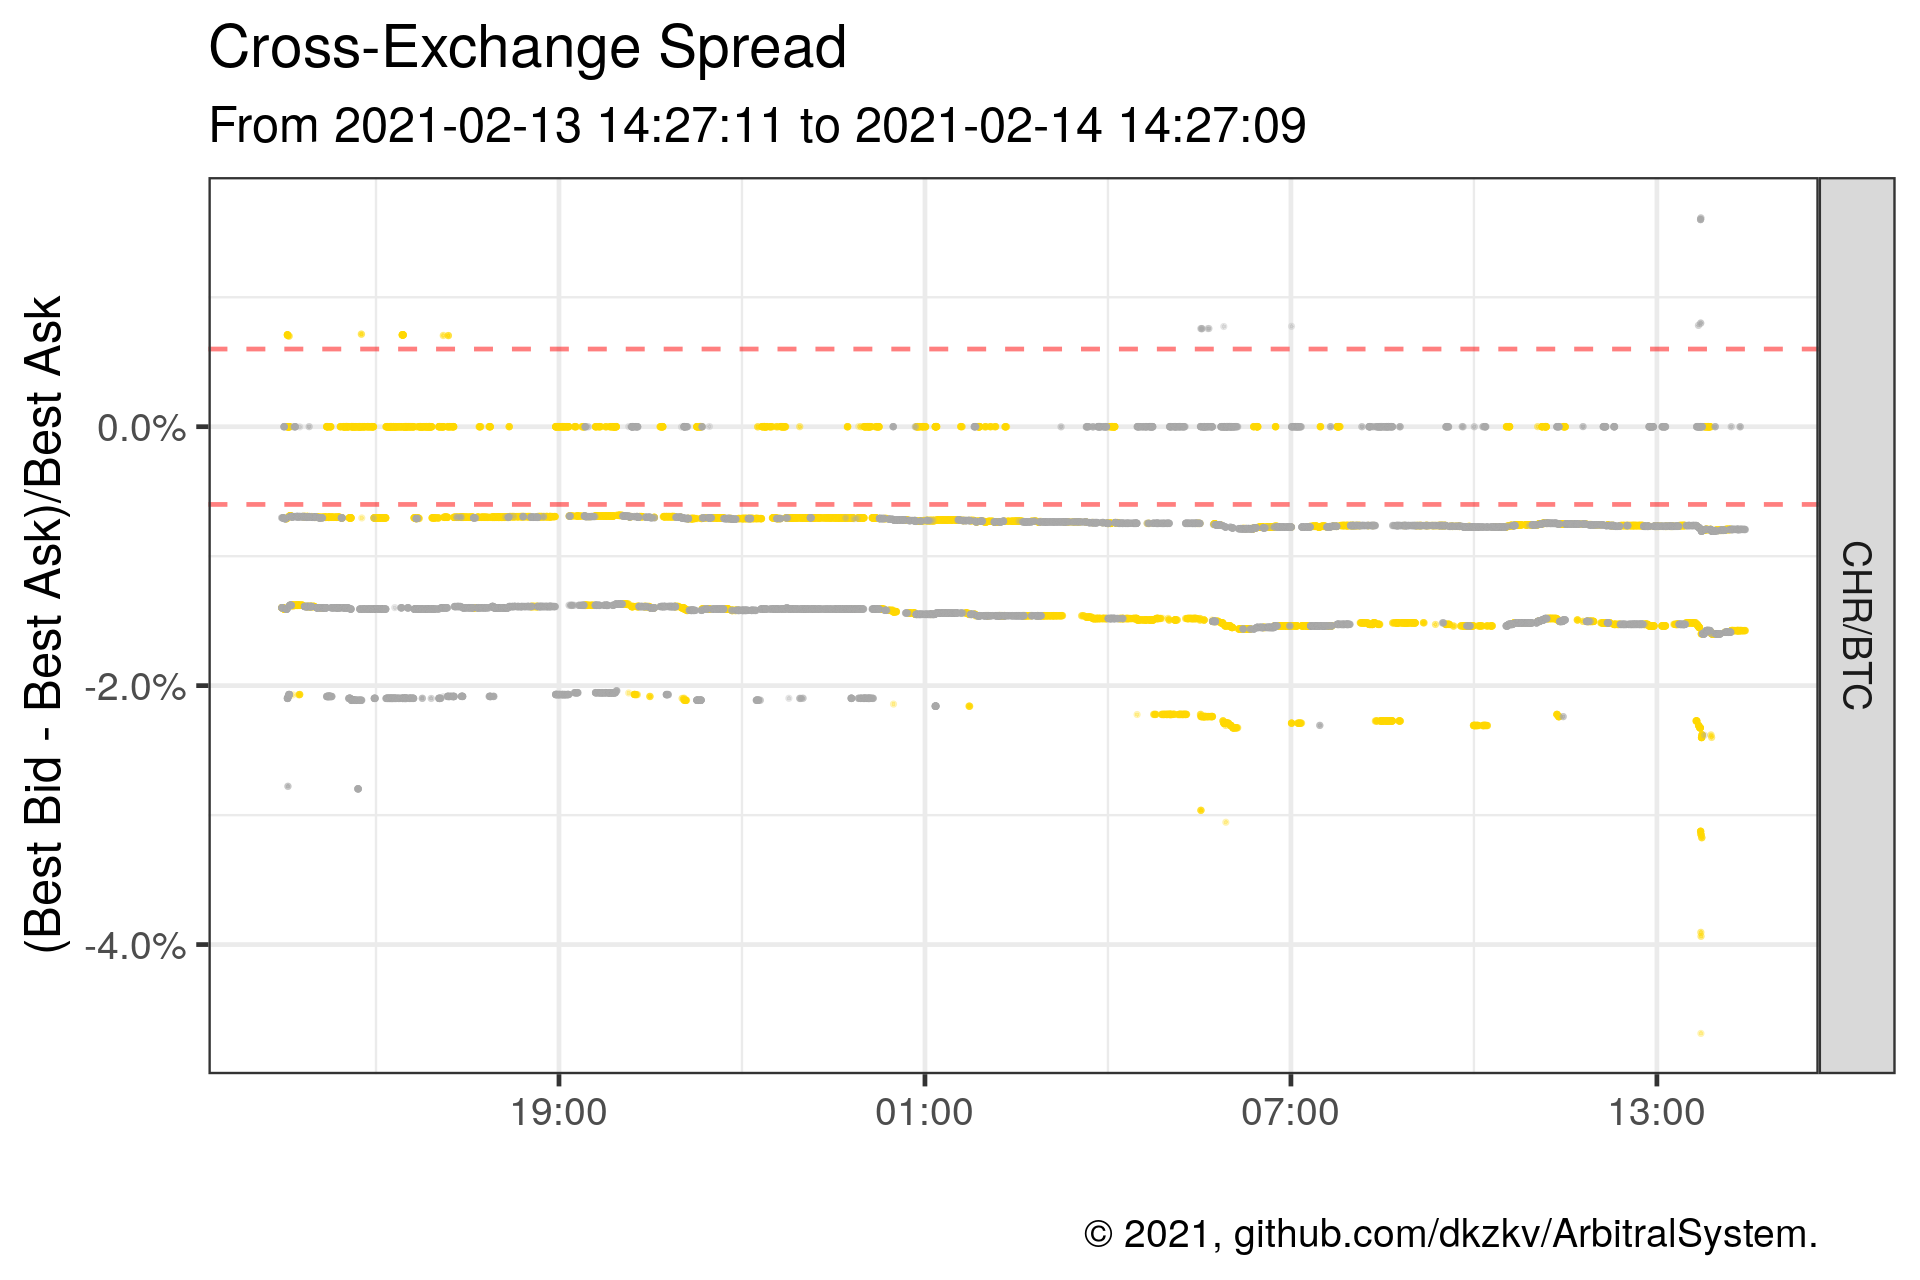 Cross-Exchange Spread
From 2021-02-13 14:27:11 to 2021-02-14 14:27:09
(Best Bid - Best Ask)/Best Ask
0.0%
-2.0%
-4.0%
CHR/BTC
19:00
01:00
07:00
13:00
© 2021, github.com/dkzkv/ArbitralSystem.